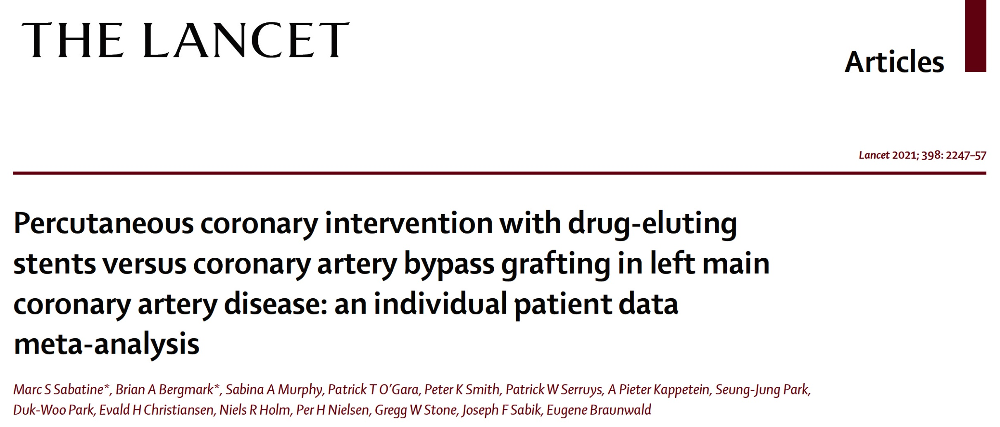 THE LANCET
Articles
Lancet 2021; 398: 2247–57
Percutaneous coronary intervention with drug-eluting
stents versus coronary artery bypass grafting in left main
coronary artery disease: an individual patient data
meta-analysis
Marc S Sabatine*, Brian A Bergmark*, Sabina A Murphy, Patrick T O’Gara, Peter K Smith, Patrick W Serruys, A Pieter Kappetein, Seung-Jung Park,
Duk-Woo Park, Evald H Christiansen, Niels R Holm, Per H Nielsen, Gregg W Stone, Joseph F Sabik, Eugene Braunwald